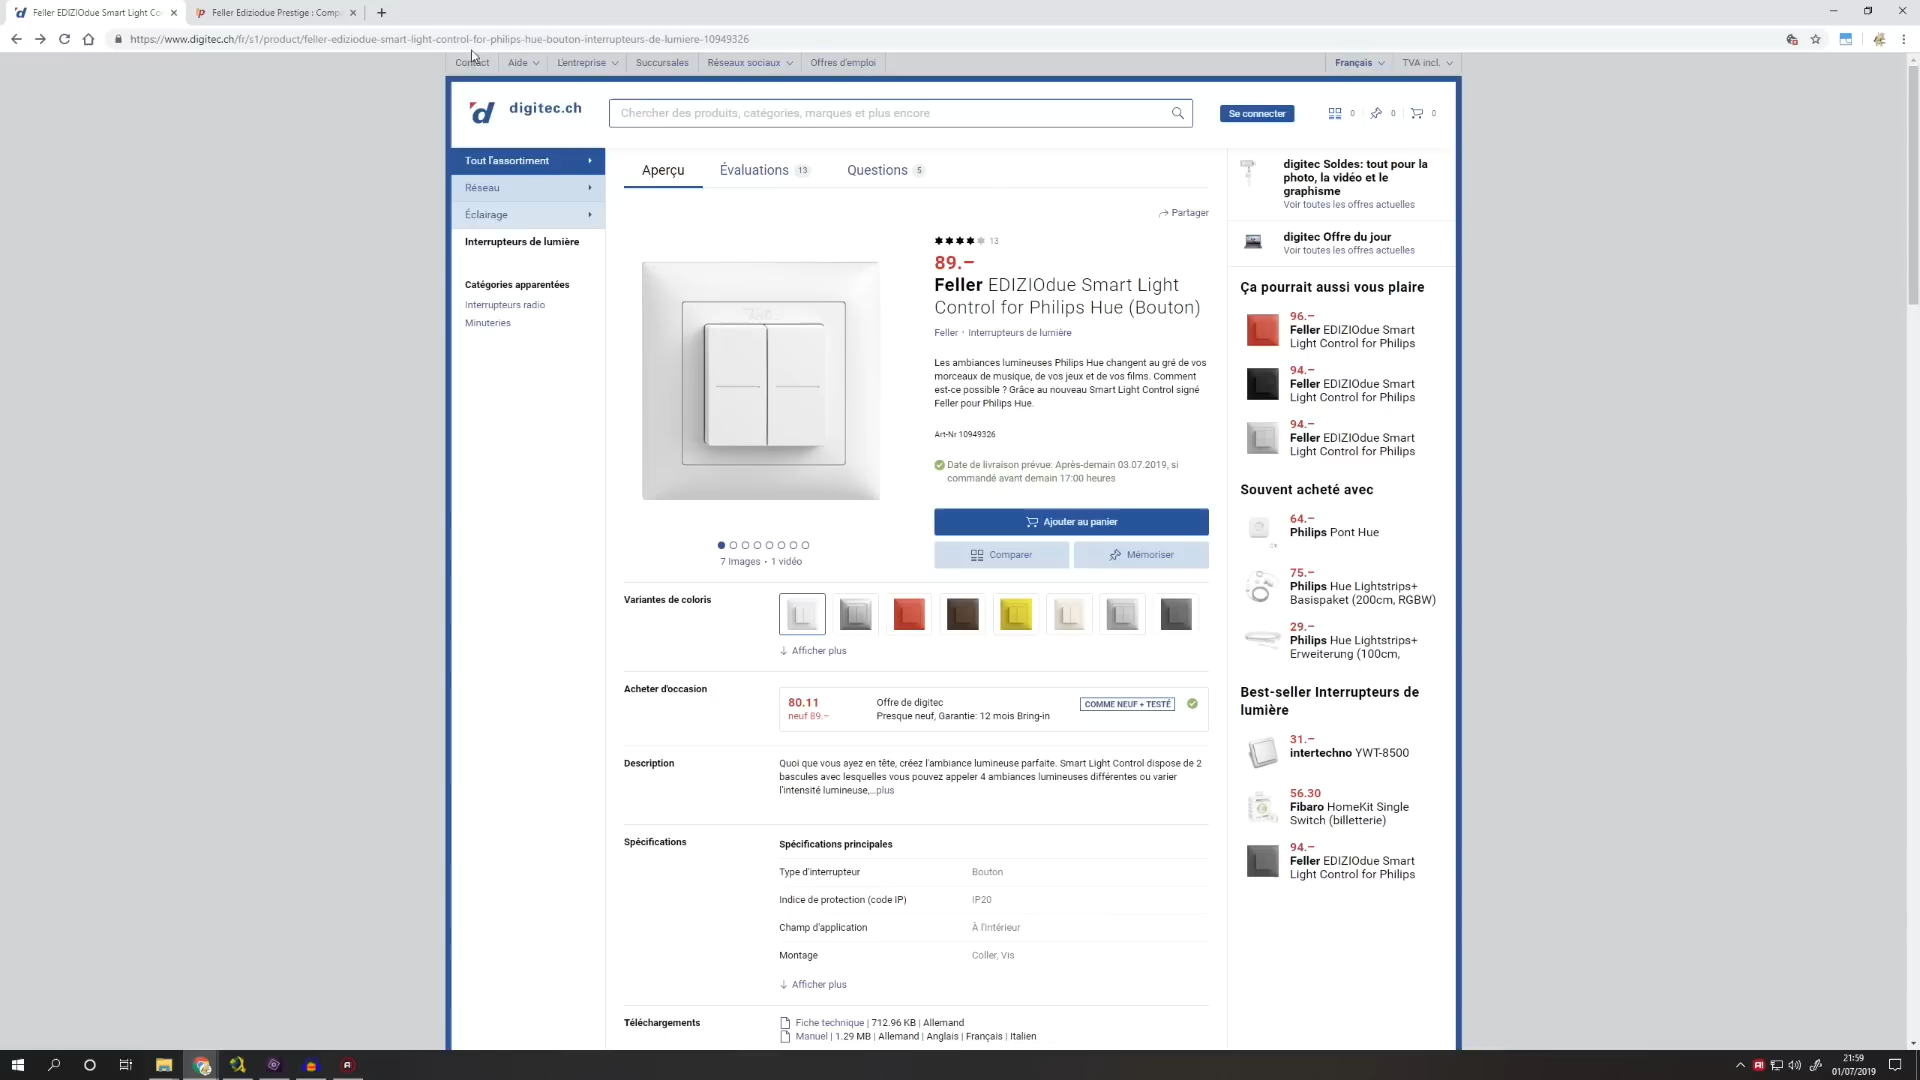 Feller EDIZIOdue Smart Light Co
Feller Ediziodue Prestige : Comp
https://www.digitec.ch/fr/s1/product/feller-ediziodue-smart-light-control-for-philips-hue-bouton-interrupteurs-de-lumiere-10949326
Contact Aide L'entreprise Succursales Réseaux sociaux Offres d'emploi Français TVA incl.
digitec.ch
Chercher des produits, catégories, marques et plus encore
Se connecter
0 0 0
Tout l'assortiment
Réseau
Éclairage
Interrupteurs de lumière
Catégories apparentées
Interrupteurs radio
Minuteries
Aperçu Évaluations 13 Questions 5
Partager
13
89.–
Feller EDIZIOdue Smart Light
Control for Philips Hue (Bouton)
Feller · Interrupteurs de lumière
Les ambiances lumineuses Philips Hue changent au gré de vos
morceaux de musique, de vos jeux et de vos films. Comment
est-ce possible ? Grâce au nouveau Smart Light Control signé
Feller pour Philips Hue.
Art-Nr 10949326
Date de livraison prévue: Après-demain 03.07.2019, si
commandé avant demain 17:00 heures
Ajouter au panier
Comparer Mémoriser
7 Images • 1 vidéo
Variantes de coloris
Afficher plus
Acheter d'occasion
80.11
neuf 89.–
Offre de digitec
Presque neuf, Garantie: 12 mois Bring-in
COMME NEUF + TESTÉ
Description
Quoi que vous ayez en tête, créez l'ambiance lumineuse parfaite. Smart Light Control dispose de 2
bascules avec lesquelles vous pouvez appeler 4 ambiances lumineuses différentes ou varier
l'intensité lumineuse,...plus
Spécifications
Spécifications principales
Type d'interrupteur Bouton
Indice de protection (code IP) IP20
Champ d'application À l'intérieur
Montage Coller, Vis
Afficher plus
Téléchargements
Fiche technique | 712.96 KB | Allemand
Manuel | 1.29 MB | Allemand | Anglais | Français | Italien
digitec Soldes: tout pour la
photo, la vidéo et le
graphisme
Voir toutes les offres actuelles
digitec Offre du jour
Voir toutes les offres actuelles
Ça pourrait aussi vous plaire
96.–
Feller EDIZIOdue Smart
Light Control for Philips
94.–
Feller EDIZIOdue Smart
Light Control for Philips
94.–
Feller EDIZIOdue Smart
Light Control for Philips
Souvent acheté avec
64.–
Philips Pont Hue
75.–
Philips Hue Lightstrips+
Basispaket (200cm, RGBW)
29.–
Philips Hue Lightstrips+
Erweiterung (100cm,
Best-seller Interrupteurs de
lumière
31.–
intertechno YWT-8500
56.30
Fibaro HomeKit Single
Switch (billetterie)
94.–
Feller EDIZIOdue Smart
Light Control for Philips
21:59
01/07/2019